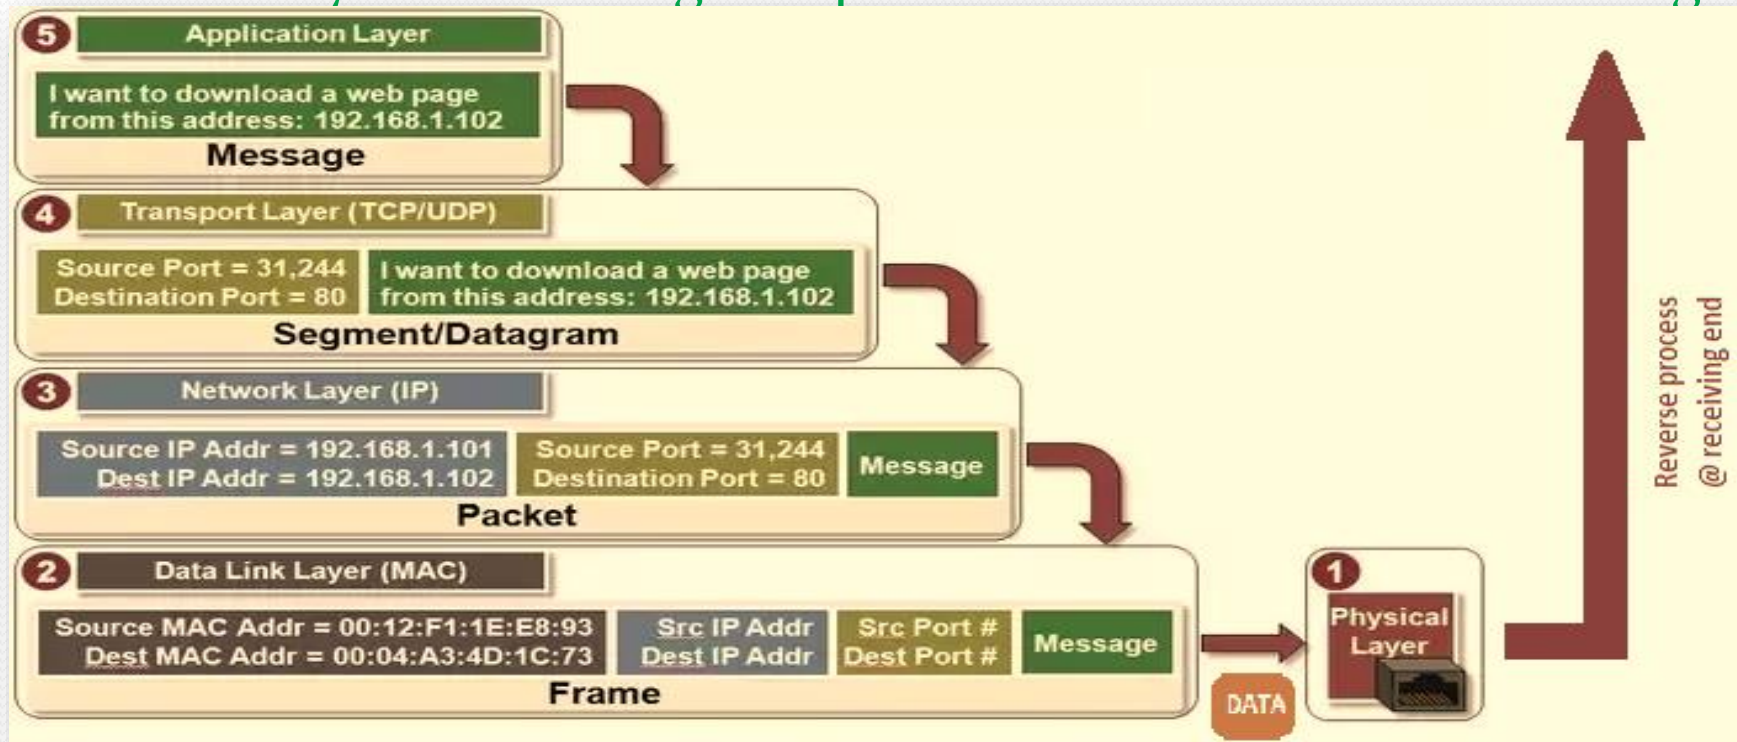 5 Application Layer
I want to download a web page
from this address: 192.168.1.102
Message
4 Transport Layer (TCP/UDP)
Source Port = 31,244
Destination Port = 80
I want to download a web page
from this address: 192.168.1.102
Segment/Datagram
3 Network Layer (IP)
Source IP Addr = 192.168.1.101
Dest IP Addr = 192.168.1.102
Source Port = 31,244
Destination Port = 80
Message
Packet
2 Data Link Layer (MAC)
Source MAC Addr = 00:12:F1:1E:E8:93
Dest MAC Addr = 00:04:A3:4D:1C:73
Src IP Addr
Dest IP Addr
Src Port #
Dest Port #
Message
Frame
DATA
1
Physical
Layer
Reverse process
@ receiving end